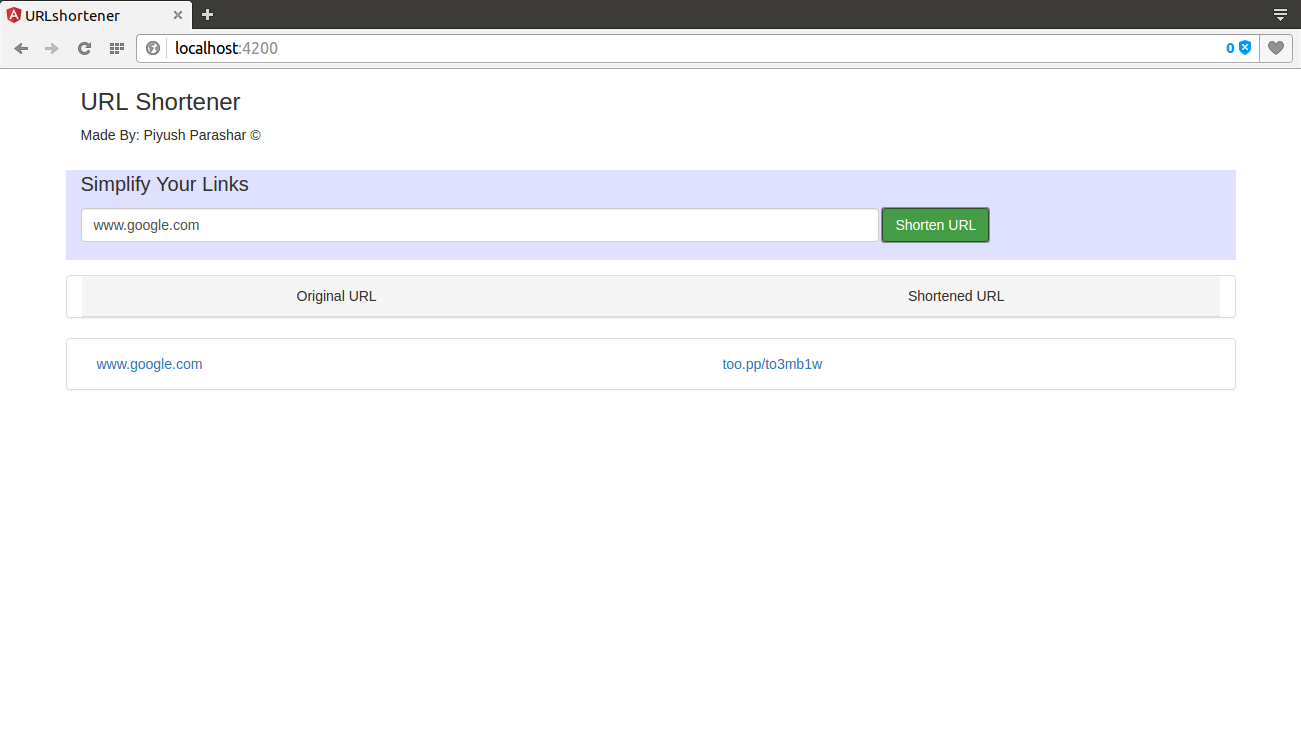 URLshortener
localhost:4200
0
URL Shortener
Made By: Piyush Parashar ©
Simplify Your Links
www.google.com
Shorten URL
Original URL
Shortened URL
www.google.com
too.pp/to3mb1w